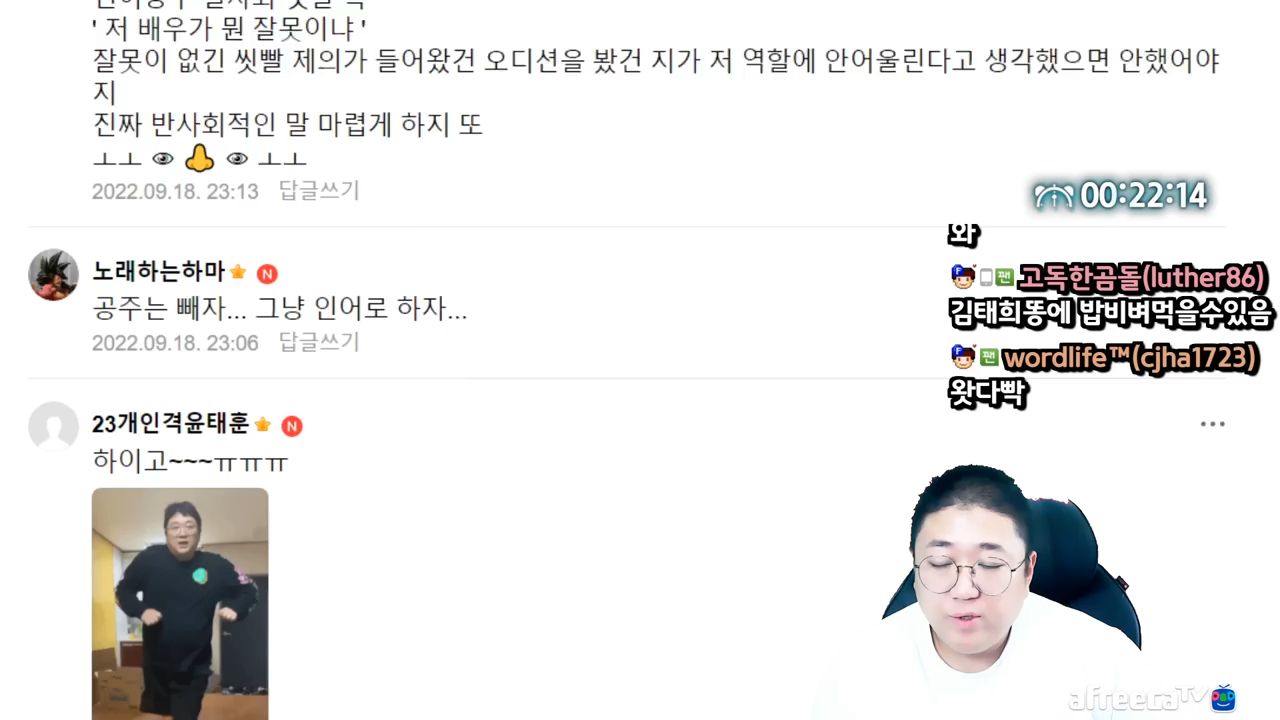 ' 저 배우가 뭔 잘못이냐 '
잘못이 없긴 씻빨 제의가 들어왔건 오디션을 봤건 지가 저 역할에 안어울린다고 생각했으면 안했어야
지
진짜 반사회적인 말 마렵게 하지 또
ㅗㅗ 👁 👃 👁 ㅗㅗ
2022.09.18. 23:13 답글쓰기
00:22:14
와
노래하는하마 N
공주는 빼자... 그냥 인어로 하자...
2022.09.18. 23:06 답글쓰기
F 팬 고독한곰돌(luther86)
김태희똥에 밥비벼먹을수있음
F 팬 wordlife™(cjha1723)
왓다빡
23개인격윤태훈 N
하이고~~~ㅠㅠㅠ
afreecaTV